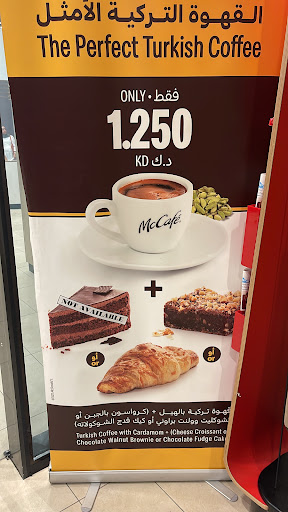 القهوة التركية الأمثل
The Perfect Turkish Coffee
ONLY • فقط
1.250
KD د.ك
McCafé
+
NOT AVAILABLE
أو
or
أو
or
قهوة تركية بالهيل + (كرواسون بالجبن أو
شوكليت وولنت براوني أو كيك فدج الشوكولاته)
Turkish Coffee with Cardamom + (Cheese Croissant
Chocolate Walnut Brownie or Chocolate Fudge Cake